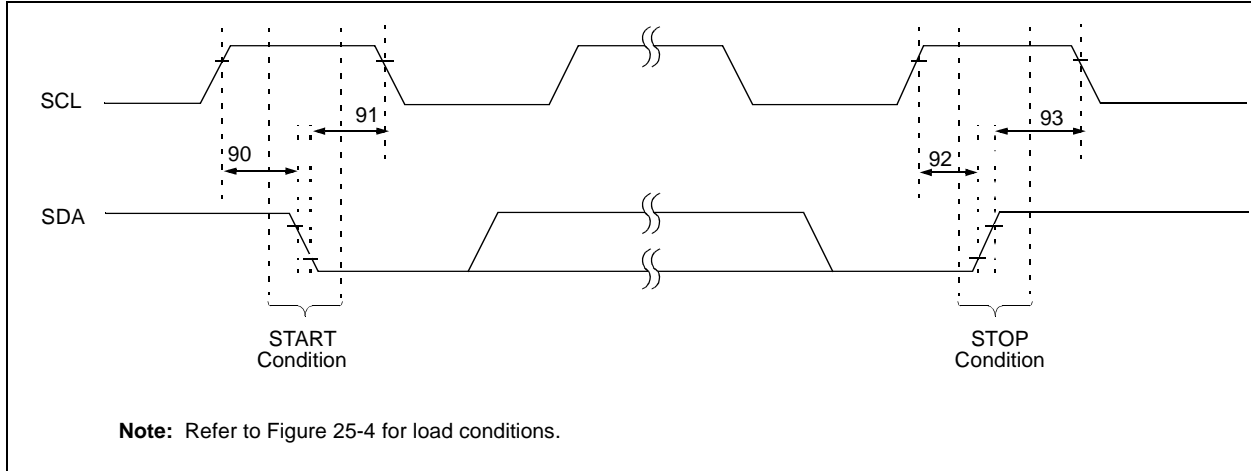 SCL
91
93
90
92
SDA
START
Condition
STOP
Condition
Note: Refer to Figure 25-4 for load conditions.